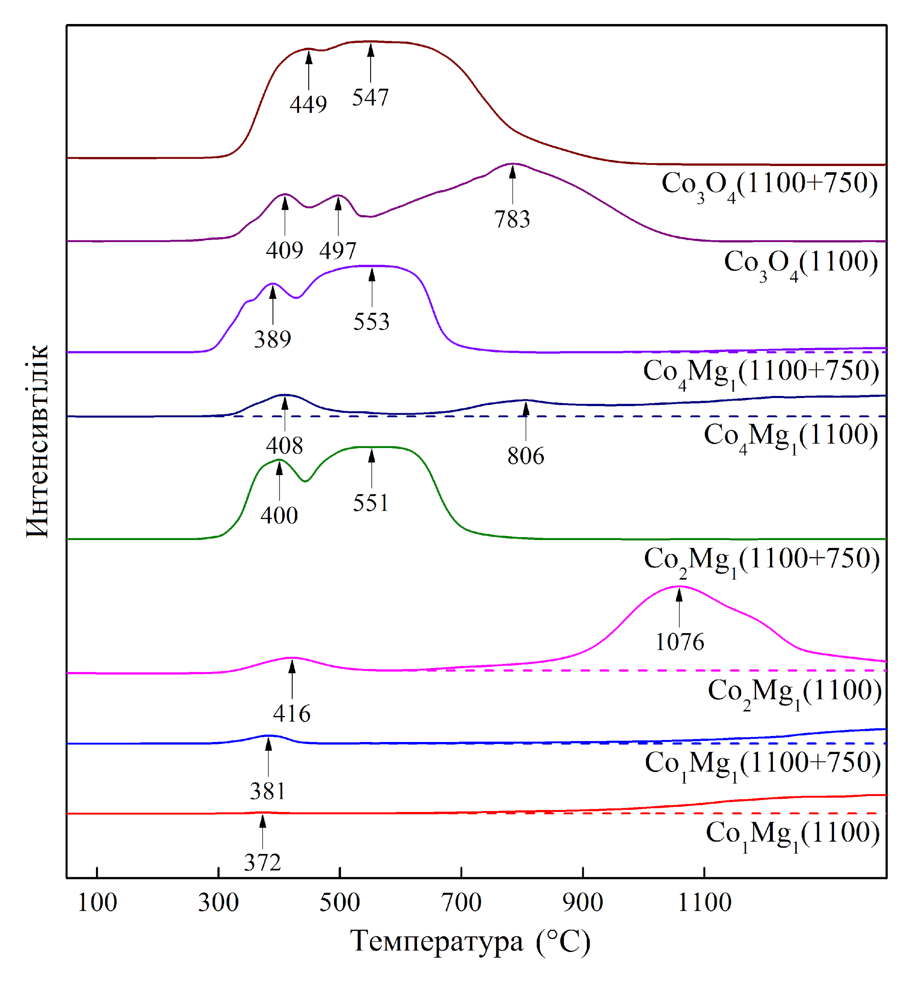 449
547
Co₃O₄(1100+750)
409
497
783
Co₃O₄(1100)
389
553
Co₄Mg₁(1100+750)
408
806
Co₄Mg₁(1100)
400
551
Co₂Mg₁(1100+750)
416
1076
Co₂Mg₁(1100)
381
Co₁Mg₁(1100+750)
372
Co₁Mg₁(1100)
Интенсивтілік
100 300 500 700 900 1100
Температура (°C)